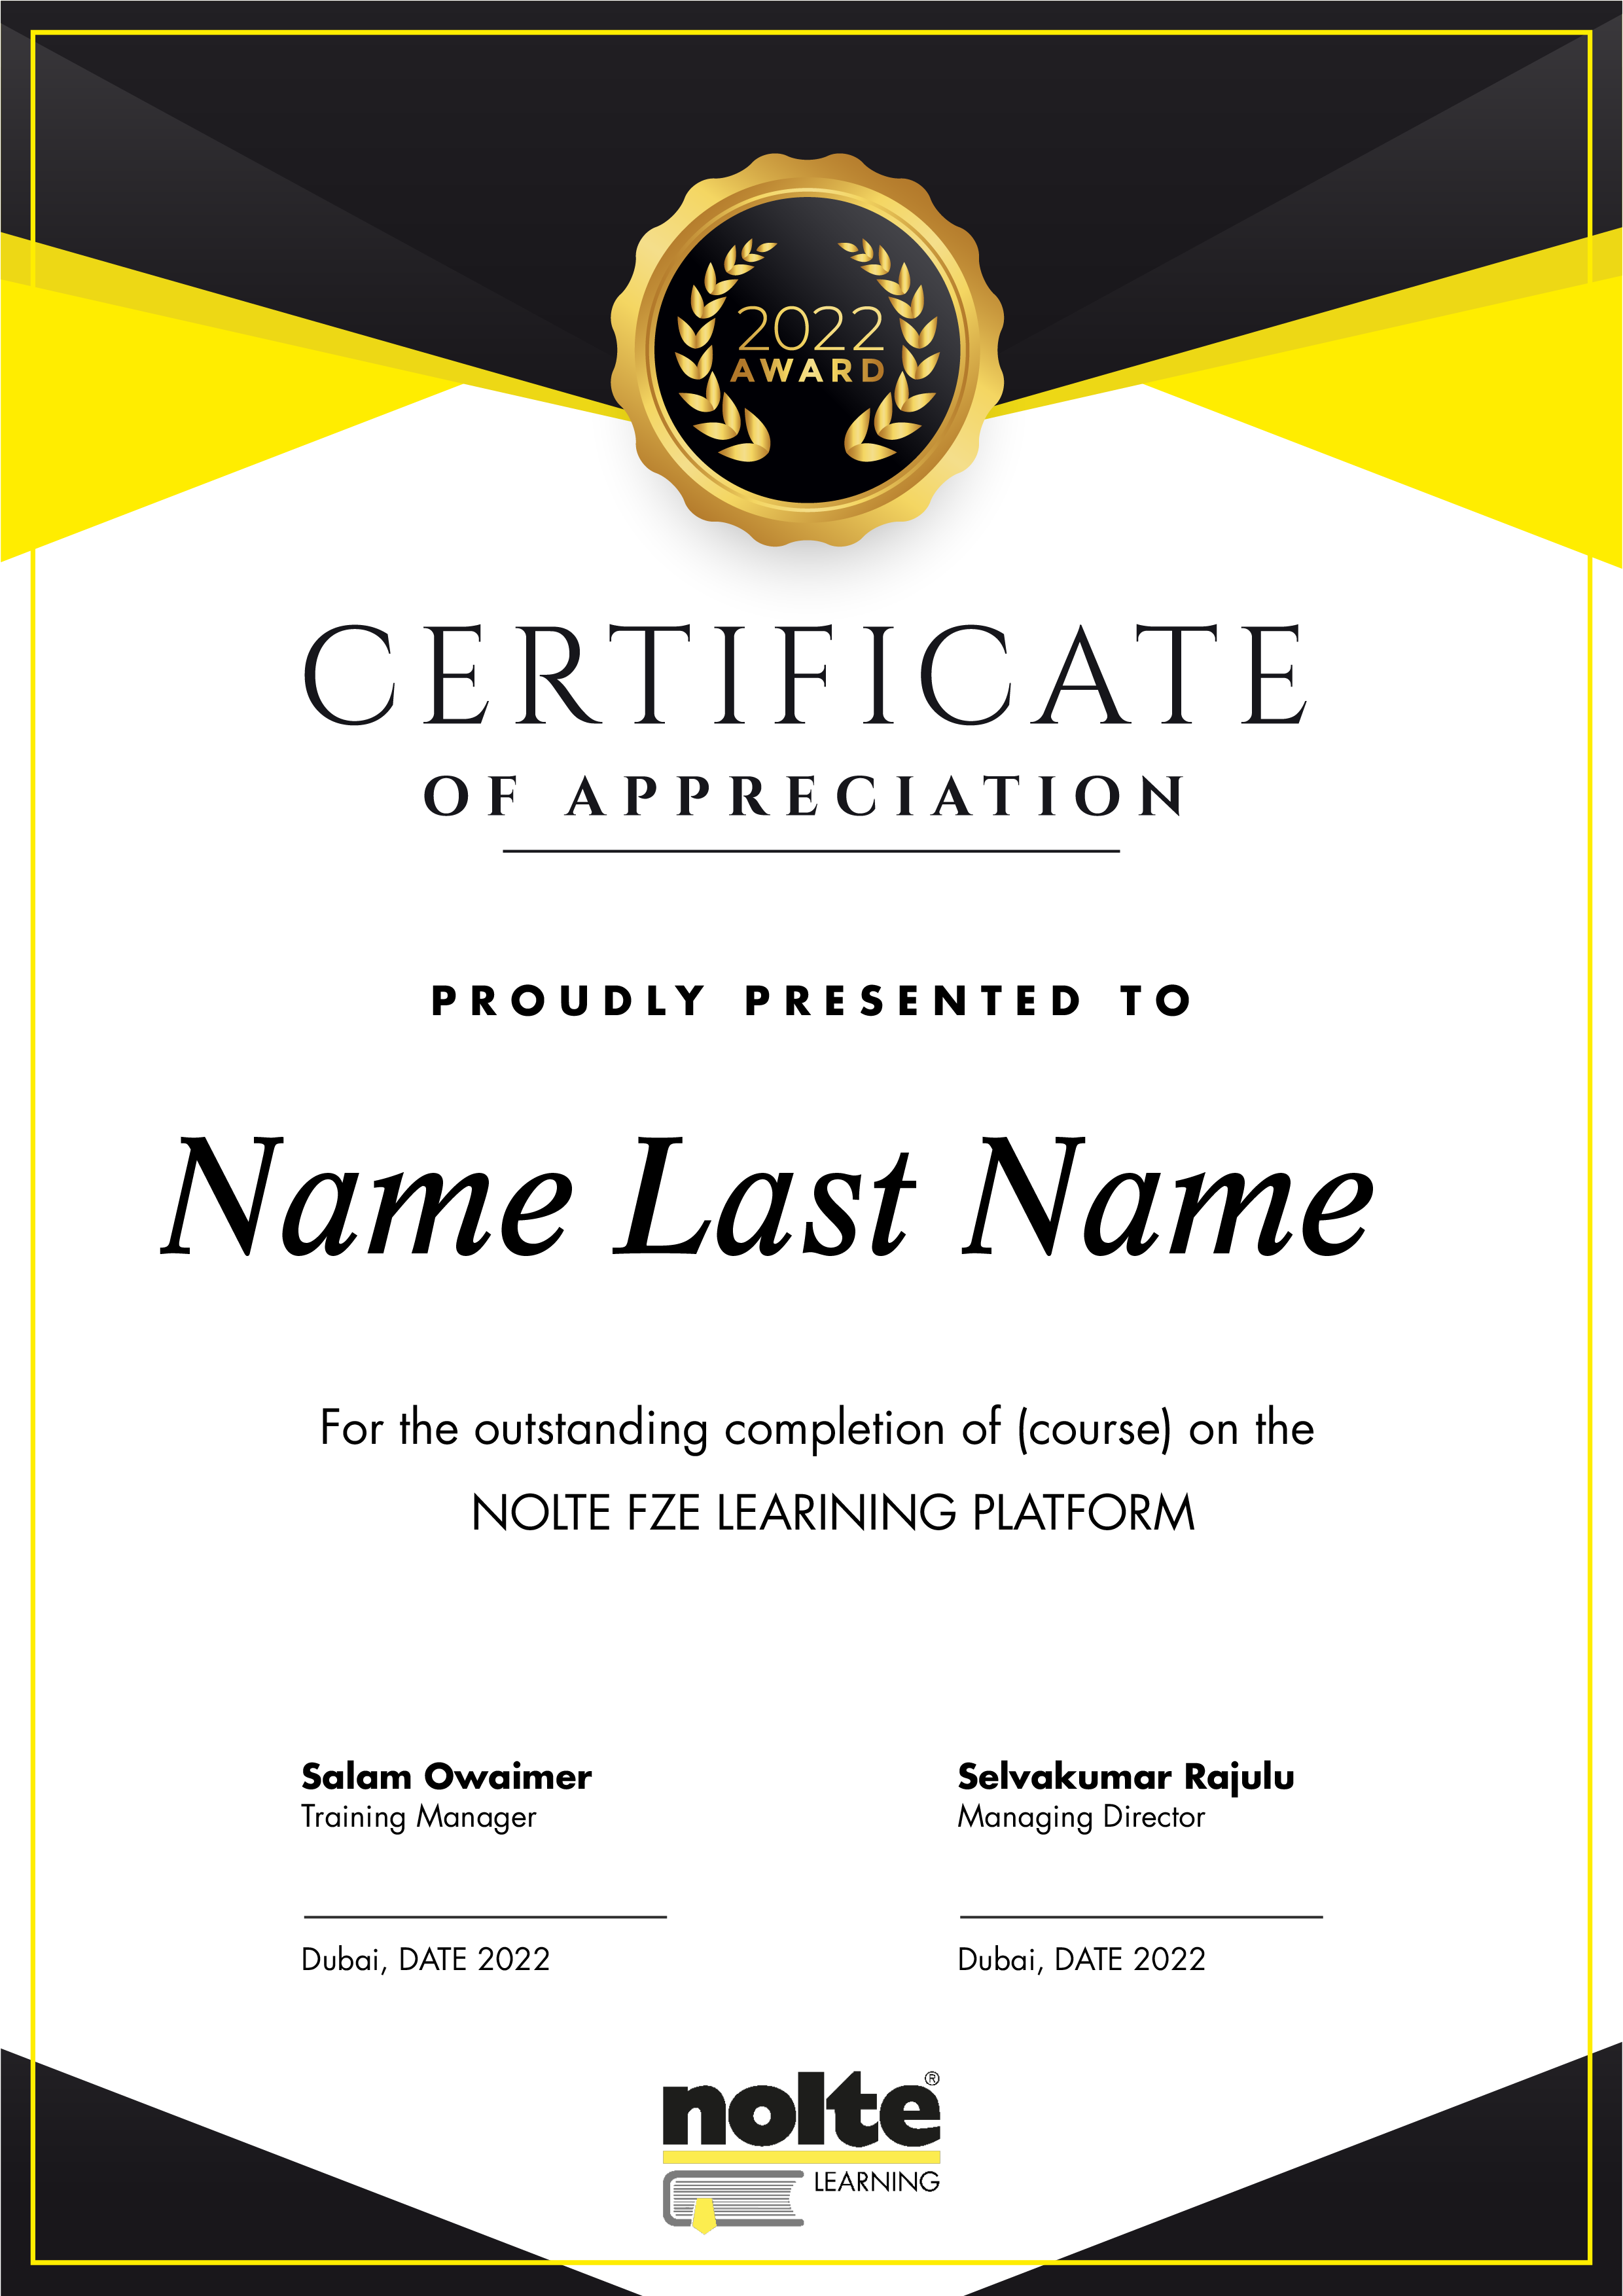 2022
AWARD
CERTIFICATE
OF APPRECIATION
PROUDLY PRESENTED TO
Name Last Name
For the outstanding completion of (course) on the
NOLTE FZE LEARINING PLATFORM
Salam Owaimer
Training Manager
Dubai, DATE 2022
Selvakumar Rajulu
Managing Director
Dubai, DATE 2022
nolte®
LEARNING